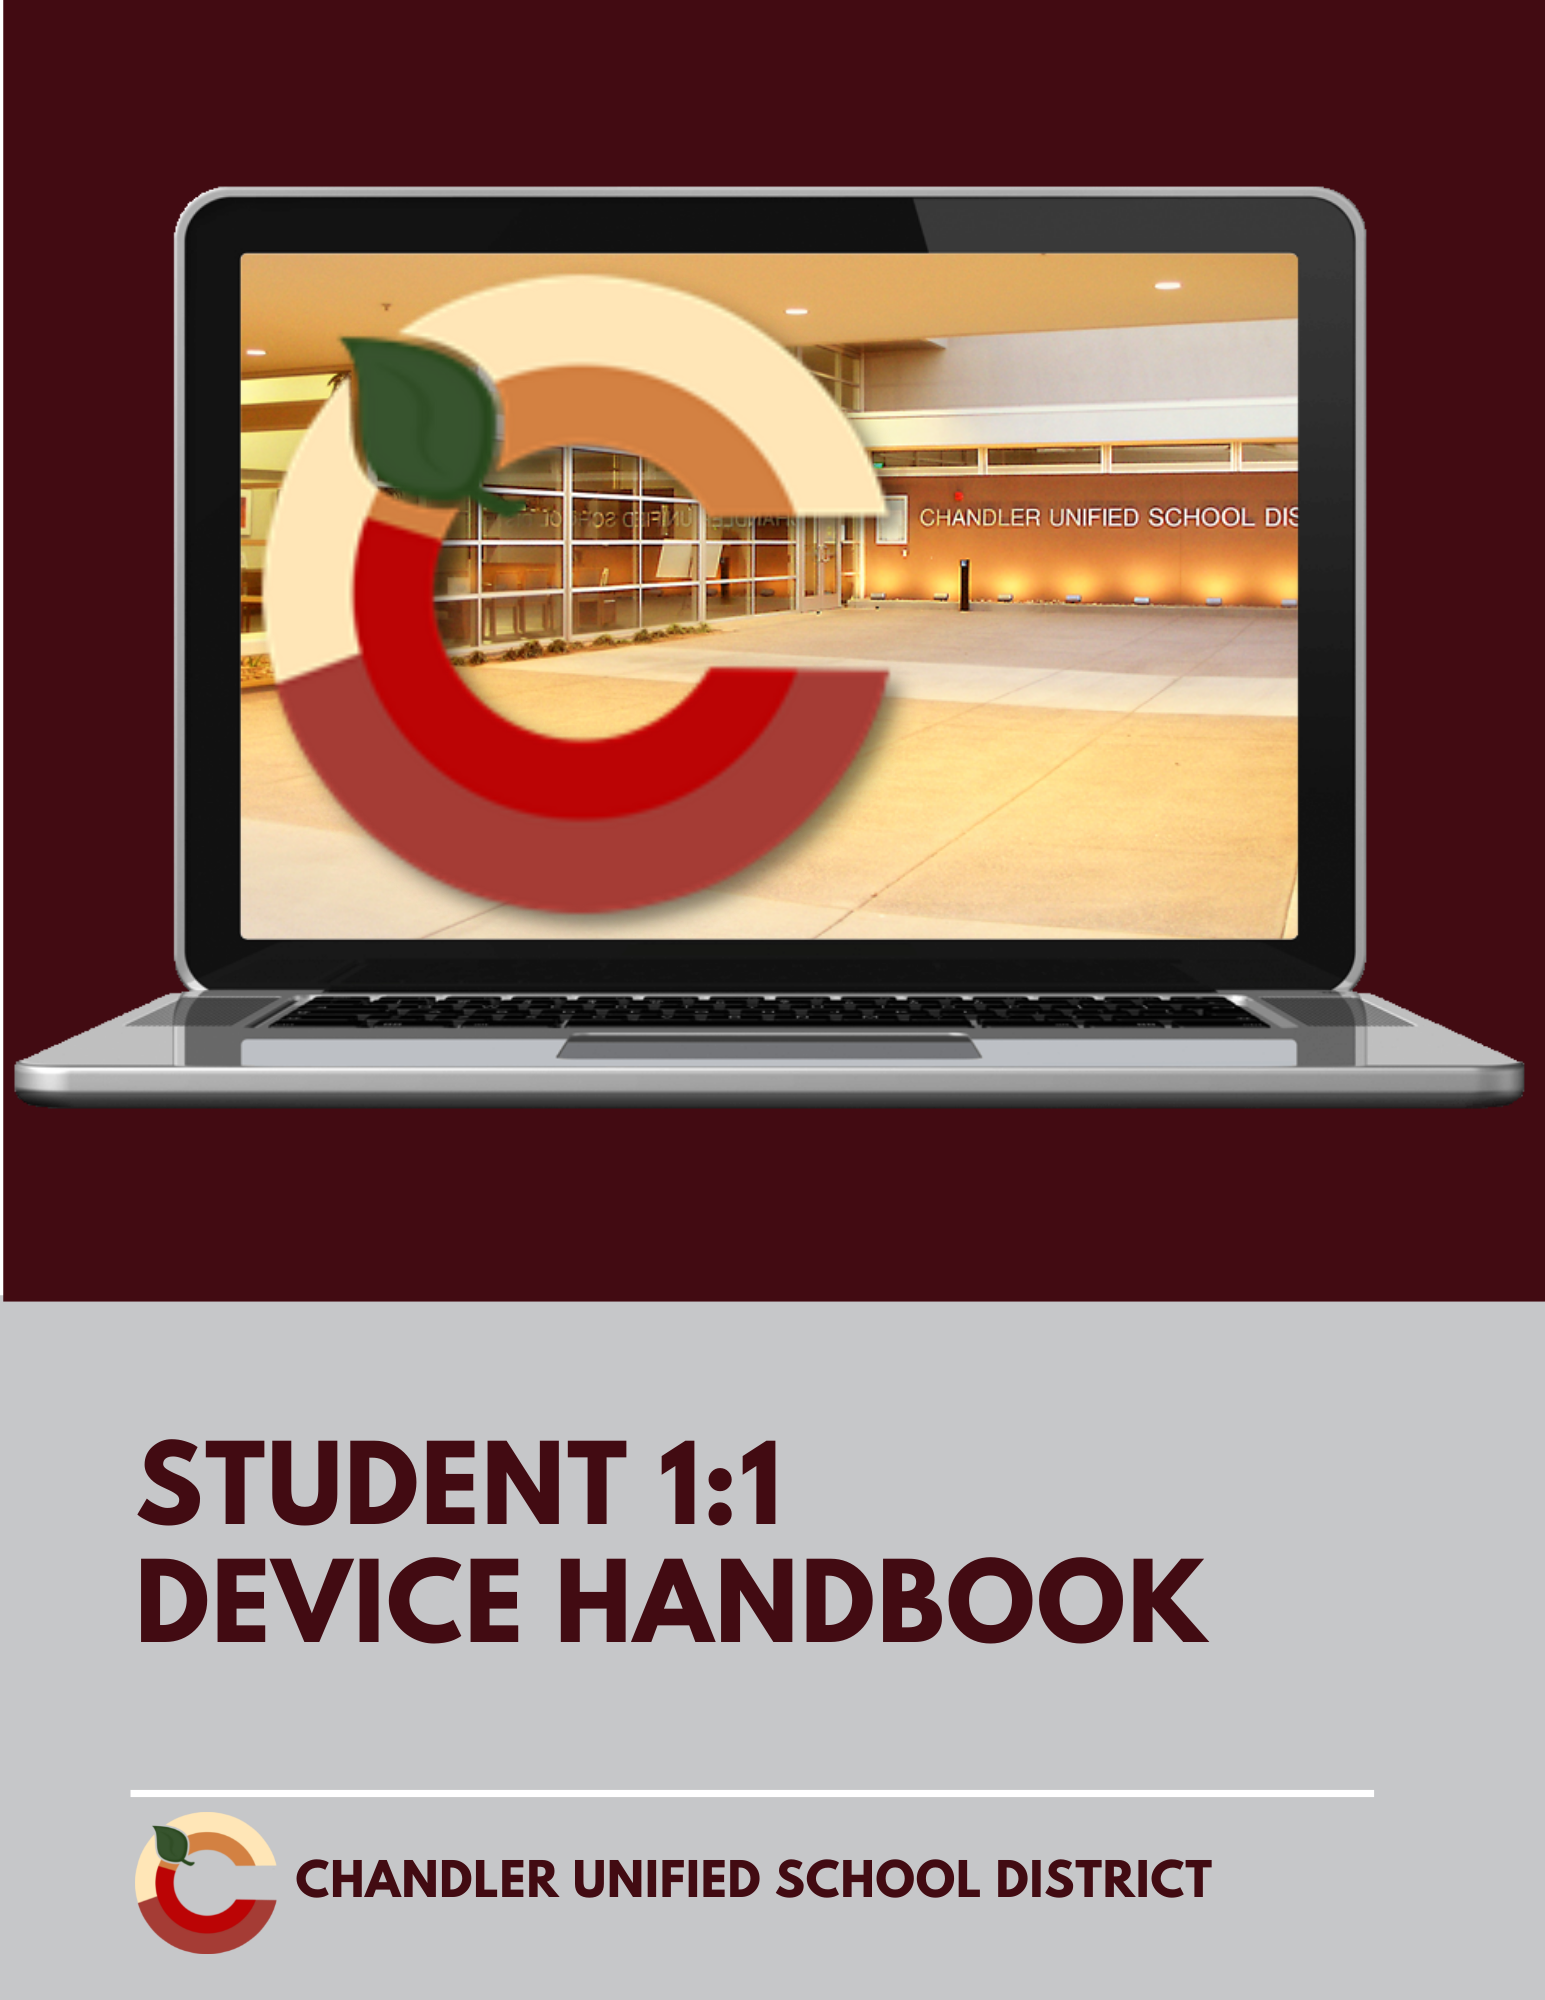 CHANDLER UNIFIED SCHOOL DIS
STUDENT 1:1
DEVICE HANDBOOK
CHANDLER UNIFIED SCHOOL DISTRICT